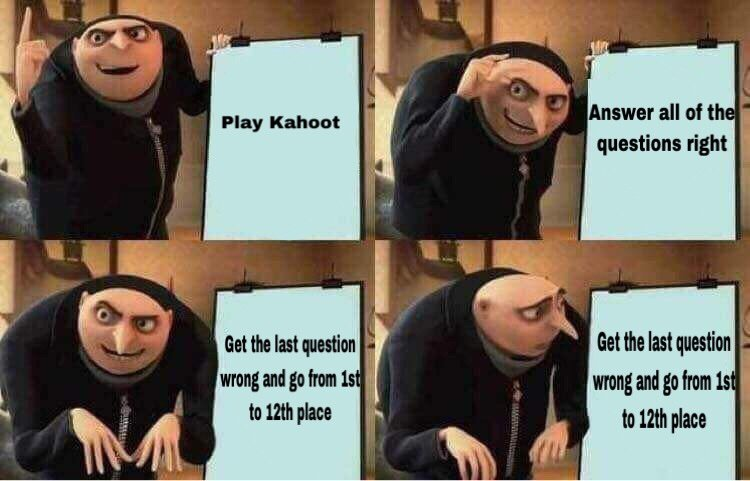 Play Kahoot
Answer all of the
questions right
Get the last question
wrong and go from 1st
to 12th place
Get the last question
wrong and go from 1st
to 12th place